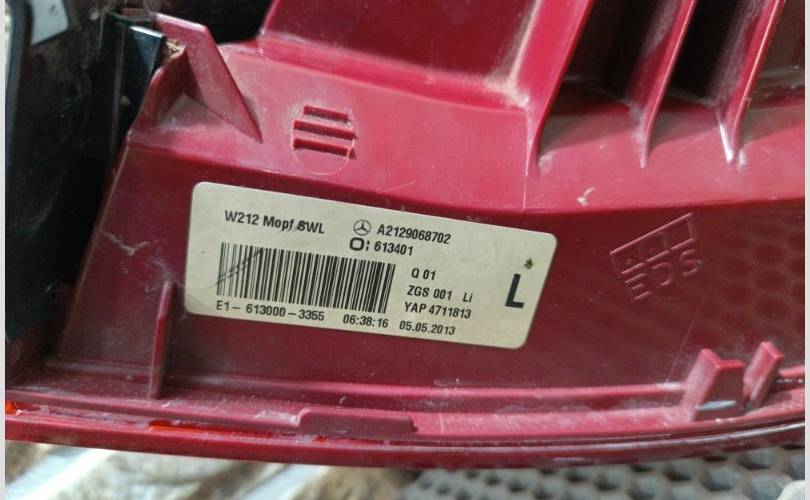 W212 Mopf SWL A2129068702
O: 613401
Q 01
ZGS 001 Li L
YAP 4711813
E1- 613000-3355 06:38:16 05.05.2013